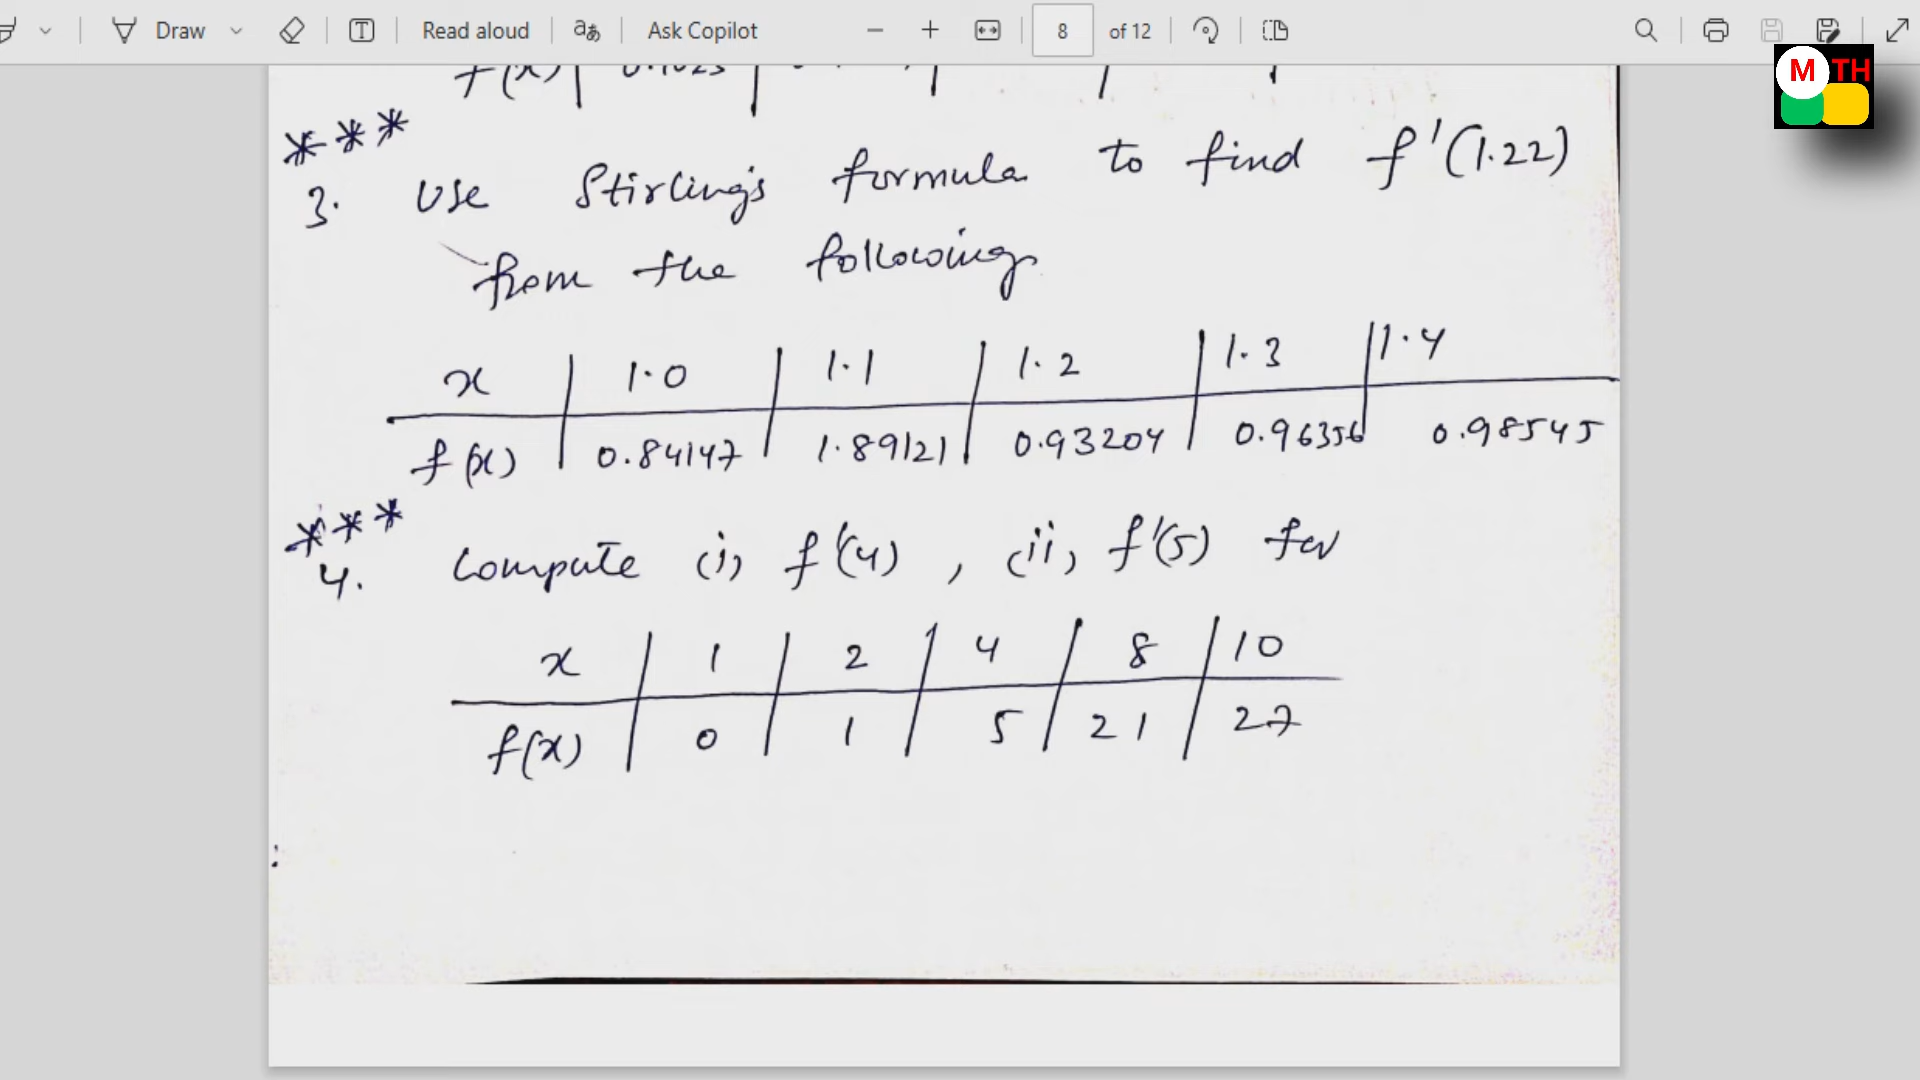 Draw Read aloud Ask Copilot 8 of 12
M TH
f(x)
***
3. Use Stirling's formula to find f'(1.22)
from the following
x 1.0 1.1 1.2 1.3 1.4
f(x) 0.84147 1.89121 0.93204 0.96356 0.98545
***
4. Compute (i) f'(4), (ii) f'(5) for
x 1 2 4 8 10
f(x) 0 1 5 21 27